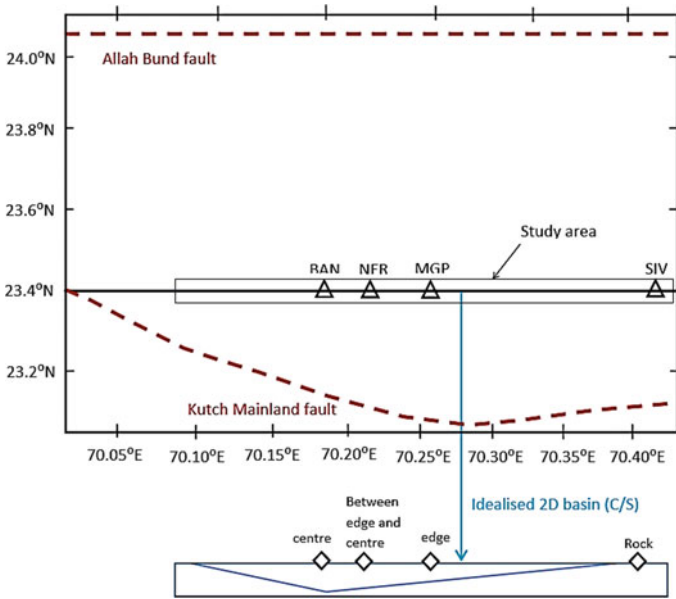 24.0°N
Allah Bund fault
23.8°N
23.6°N
Study area
BAN NFR MGP SIV
23.4°N
23.2°N
Kutch Mainland fault
70.05°E 70.10°E 70.15°E 70.20°E 70.25°E 70.30°E 70.35°E 70.40°E
Idealised 2D basin (C/S)
Between
edge and
centre
centre
edge
Rock